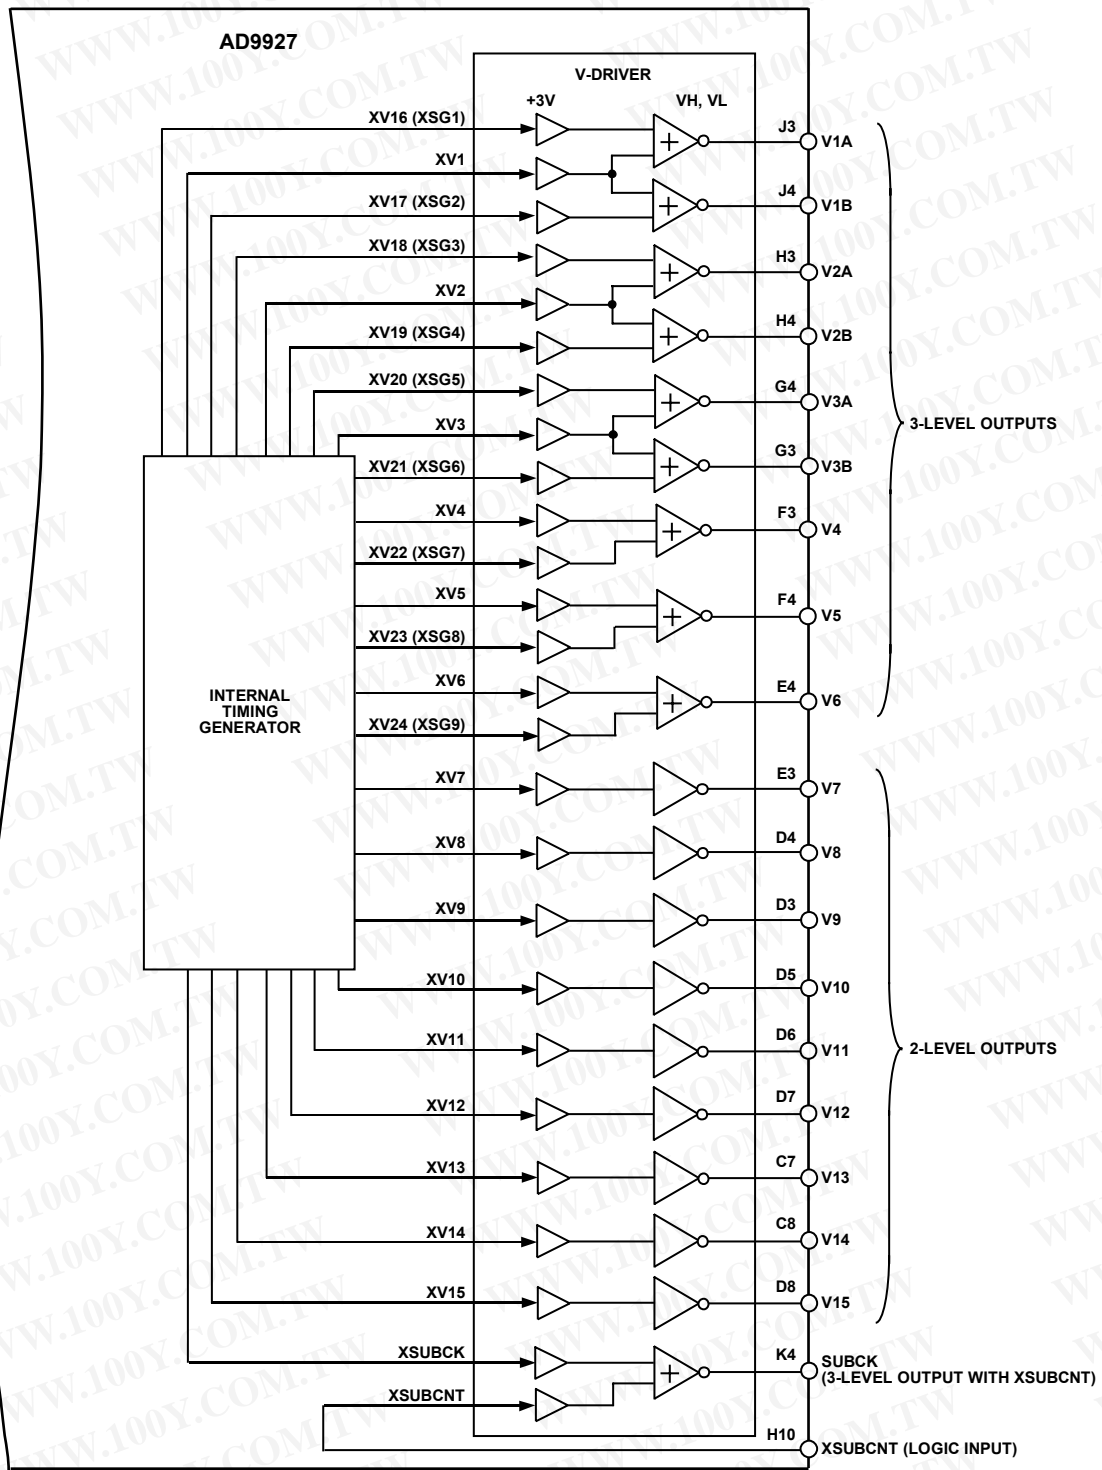 AD9927
V-DRIVER
+3V
VH, VL
XV16 (XSG1)
J3
V1A
XV1
J4
V1B
XV17 (XSG2)
XV18 (XSG3)
H3
V2A
XV2
H4
V2B
XV19 (XSG4)
XV20 (XSG5)
G4
V3A
XV3
3-LEVEL OUTPUTS
G3
V3B
XV21 (XSG6)
XV4
F3
V4
XV22 (XSG7)
XV5
F4
V5
XV23 (XSG8)
XV6
E4
V6
INTERNAL
TIMING
GENERATOR
XV24 (XSG9)
XV7
E3
V7
XV8
D4
V8
XV9
D3
V9
XV10
D5
V10
XV11
D6
V11
2-LEVEL OUTPUTS
XV12
D7
V12
XV13
C7
V13
XV14
C8
V14
XV15
D8
V15
XSUBCK
K4
SUBCK
(3-LEVEL OUTPUT WITH XSUBCNT)
XSUBCNT
H10
XSUBCNT (LOGIC INPUT)
WWW.100Y.COM.TW